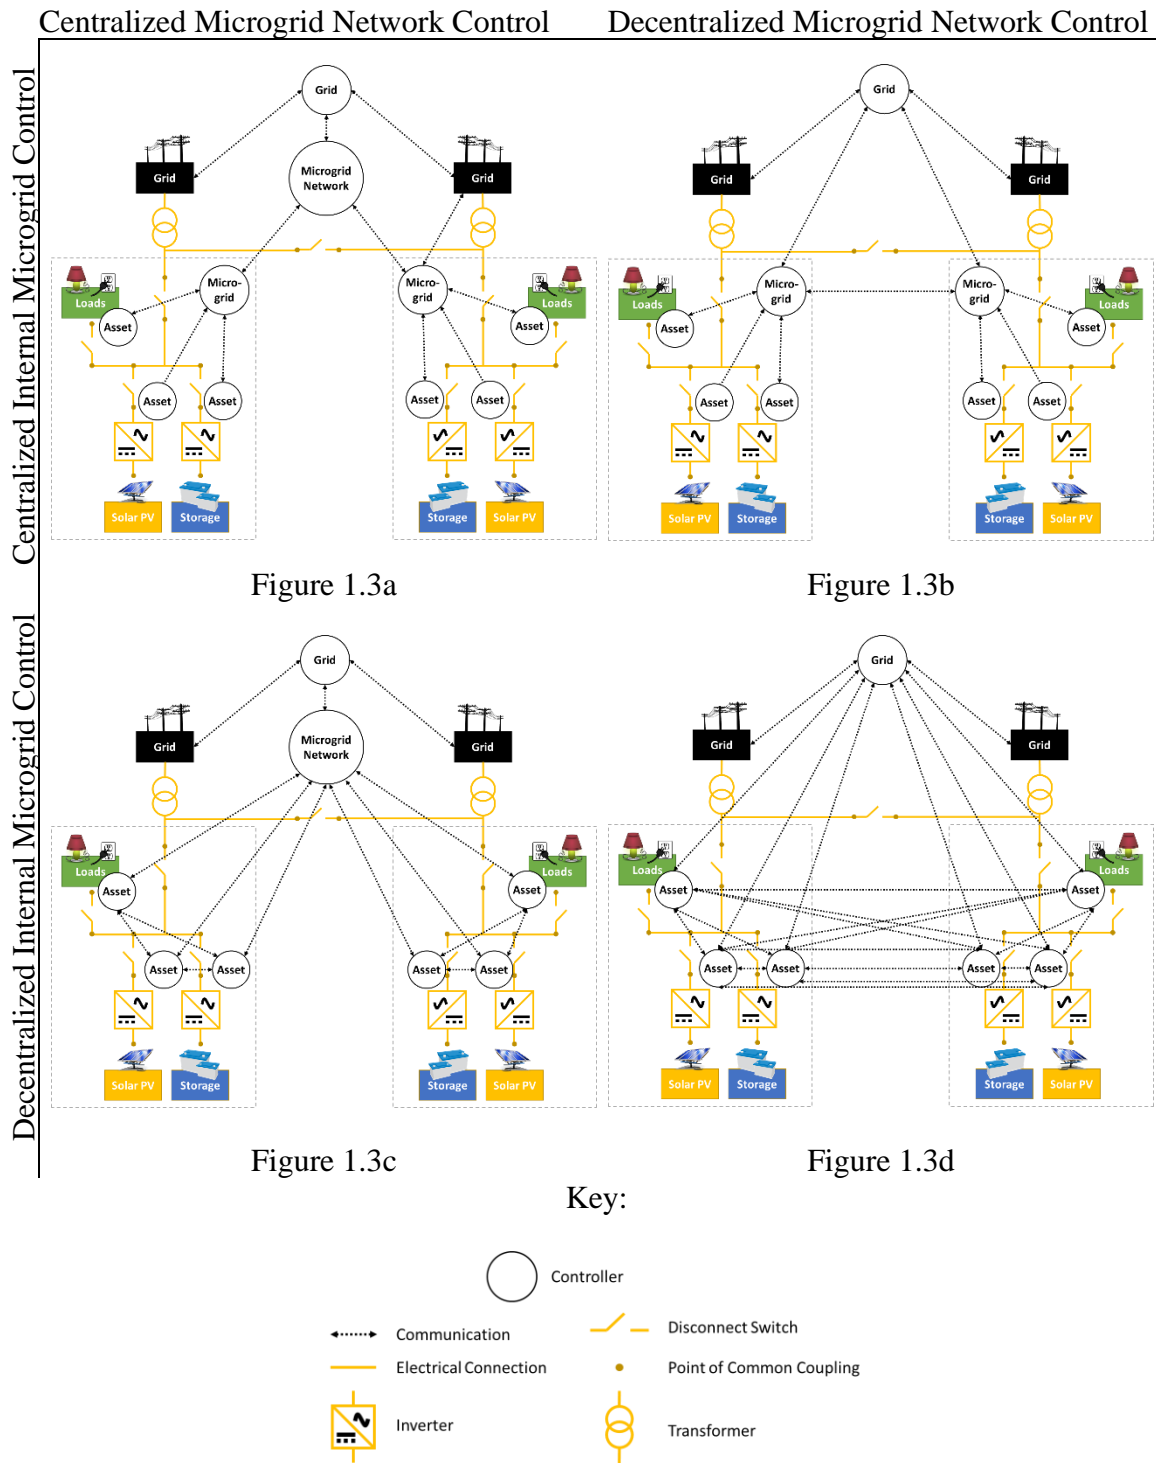 Centralized Microgrid Network Control
Decentralized Microgrid Network Control
Centralized Internal Microgrid Control
Grid
Grid
Microgrid
Network
Grid
Micro-
grid
Micro-
grid
Loads
Loads
Asset
Asset
Asset
Asset
Asset
Asset
Solar PV
Storage
Storage
Solar PV
Figure 1.3a
Grid
Grid
Grid
Loads
Micro-
grid
Micro-
grid
Loads
Asset
Asset
Asset
Asset
Asset
Asset
Solar PV
Storage
Storage
Solar PV
Figure 1.3b
Decentralized Internal Microgrid Control
Grid
Grid
Microgrid
Network
Grid
Loads
Loads
Asset
Asset
Asset
Asset
Asset
Asset
Solar PV
Storage
Storage
Solar PV
Figure 1.3c
Grid
Grid
Grid
Loads
Loads
Asset
Asset
Asset
Asset
Asset
Asset
Solar PV
Storage
Storage
Solar PV
Figure 1.3d
Key:
Controller
Communication
Disconnect Switch
Electrical Connection
Point of Common Coupling
Inverter
Transformer